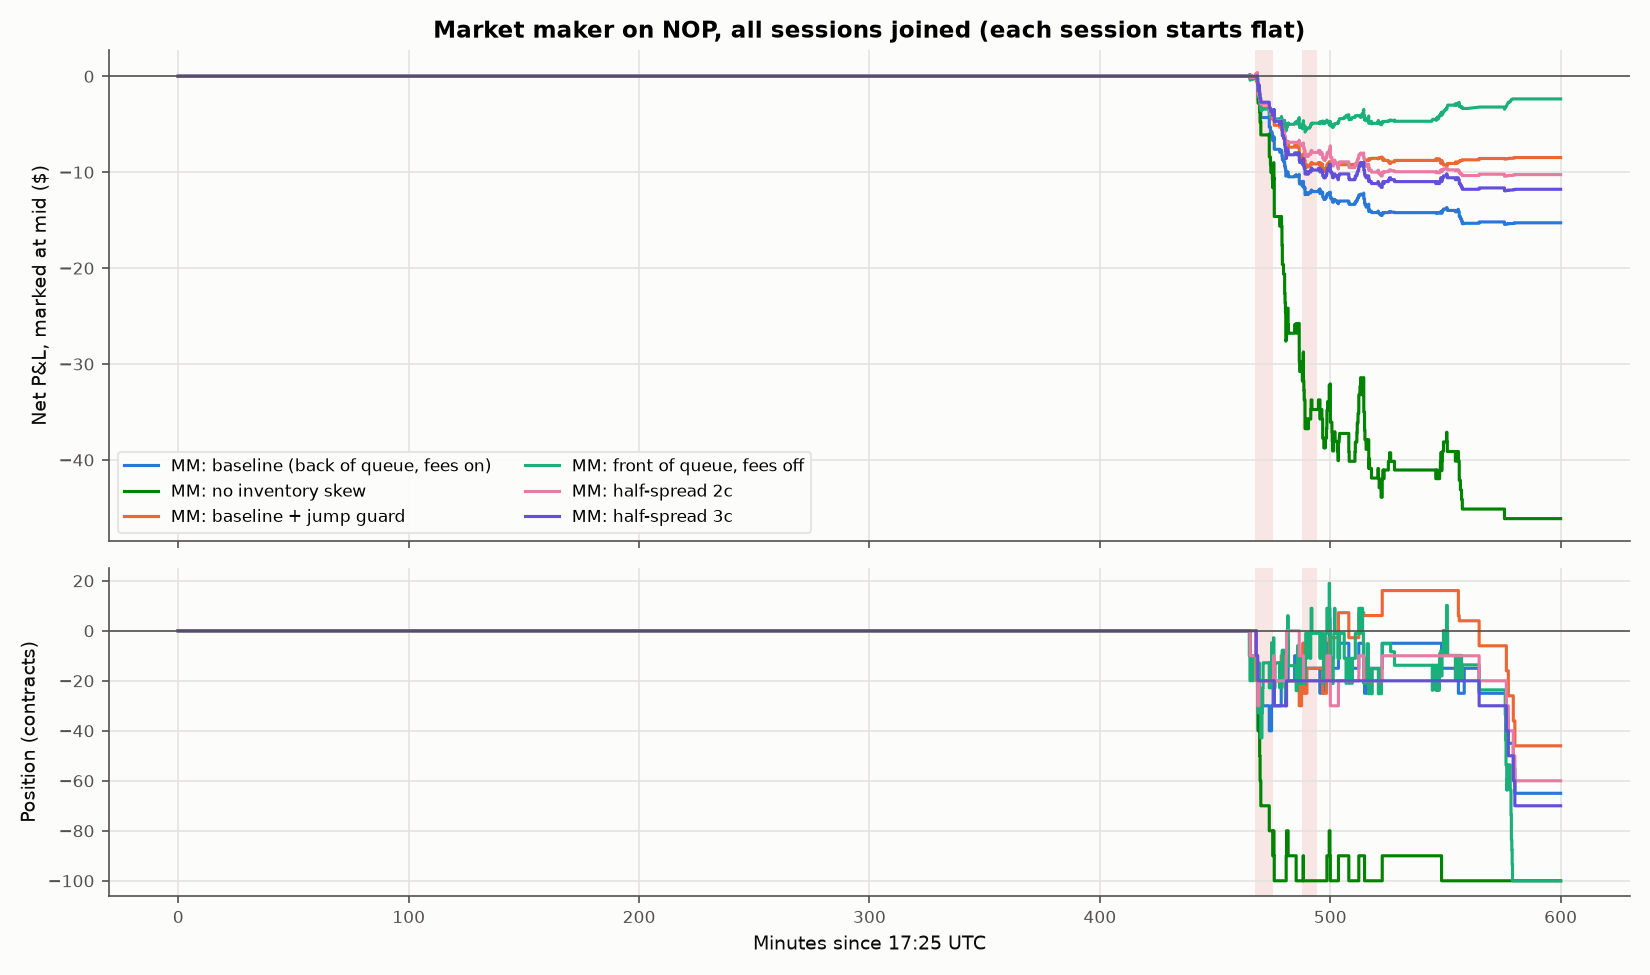 Market maker on NOP, all sessions joined (each session starts flat)
Net P&L, marked at mid ($)
0
−10
−20
−30
−40
MM: baseline (back of queue, fees on)
MM: no inventory skew
MM: baseline + jump guard
MM: front of queue, fees off
MM: half-spread 2c
MM: half-spread 3c
Position (contracts)
20
0
−20
−40
−60
−80
−100
0 100 200 300 400 500 600
Minutes since 17:25 UTC